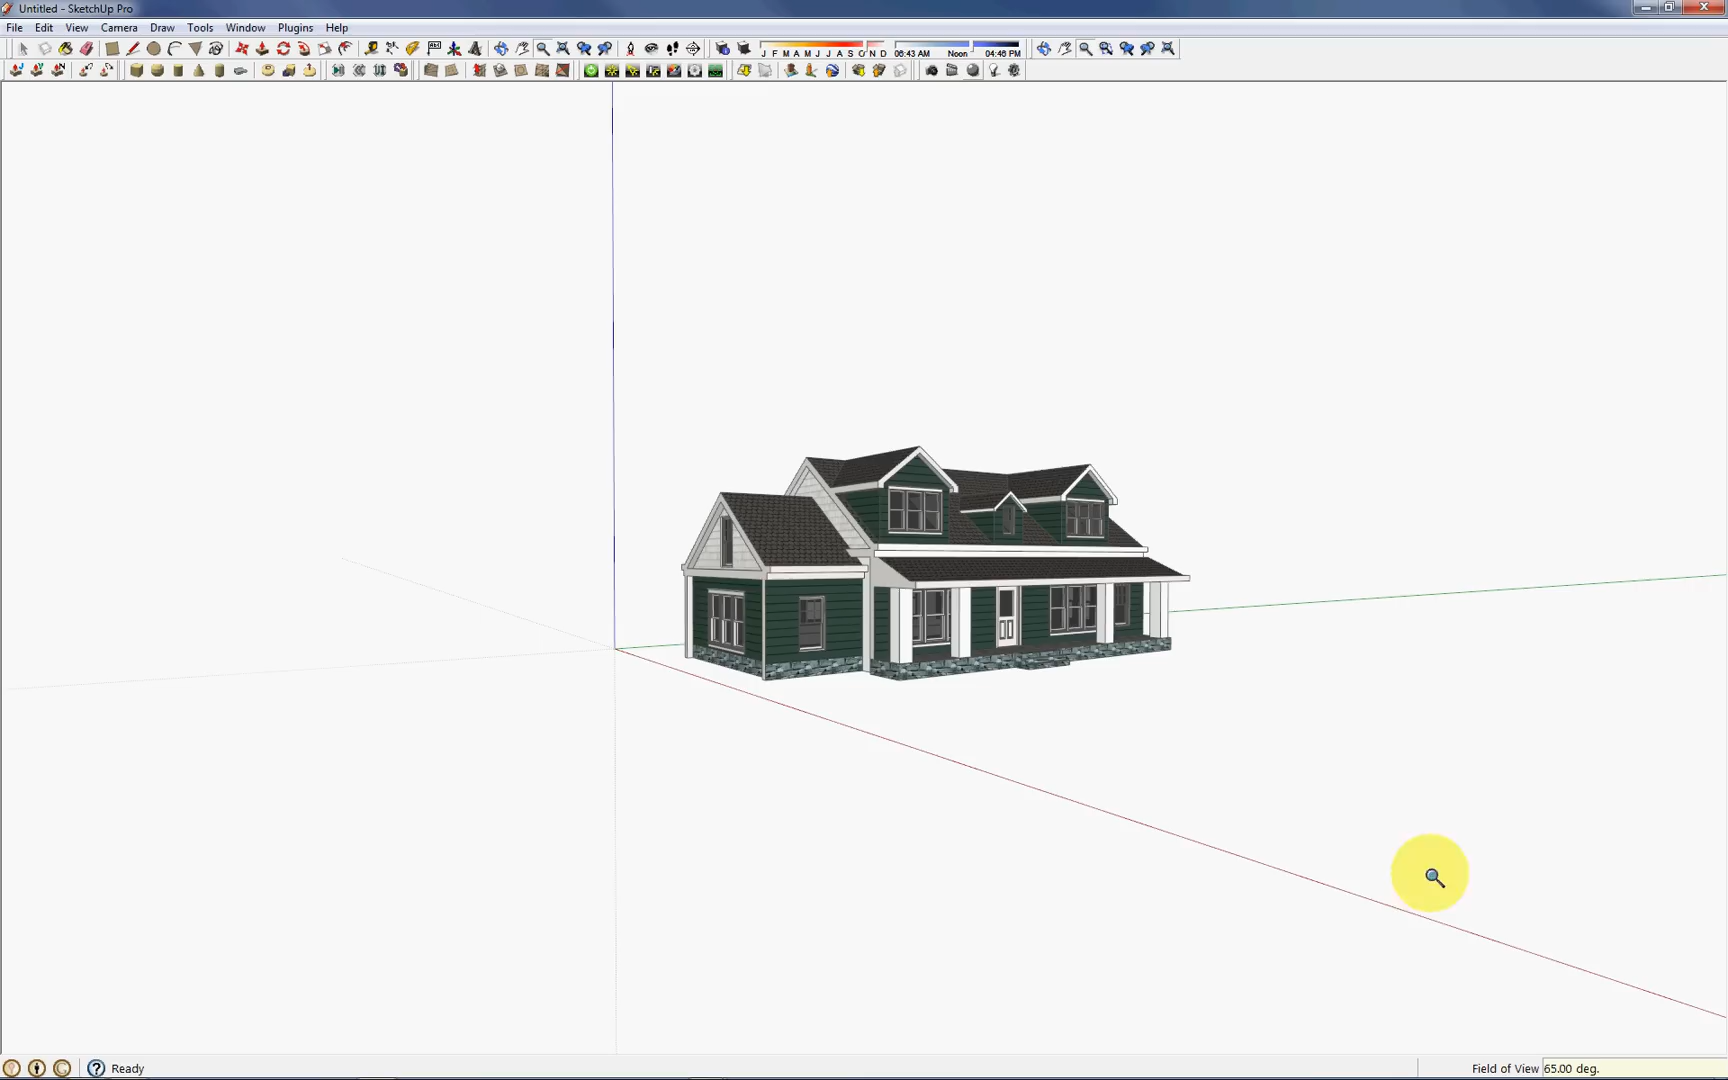 Untitled - SketchUp Pro
File Edit View Camera Draw Tools Window Plugins Help
J F M A M J J A S O N D 06:43 AM Noon 04:46 PM
Ready
Field of View 65.00 deg.